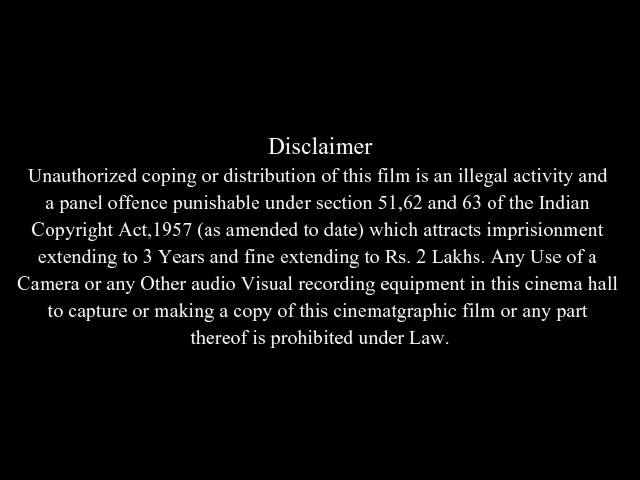 Disclaimer
Unauthorized coping or distribution of this film is an illegal activity and
a panel offence punishable under section 51,62 and 63 of the Indian
Copyright Act,1957 (as amended to date) which attracts imprisionment
extending to 3 Years and fine extending to Rs. 2 Lakhs. Any Use of a
Camera or any Other audio Visual recording equipment in this cinema hall
to capture or making a copy of this cinematgraphic film or any part
thereof is prohibited under Law.